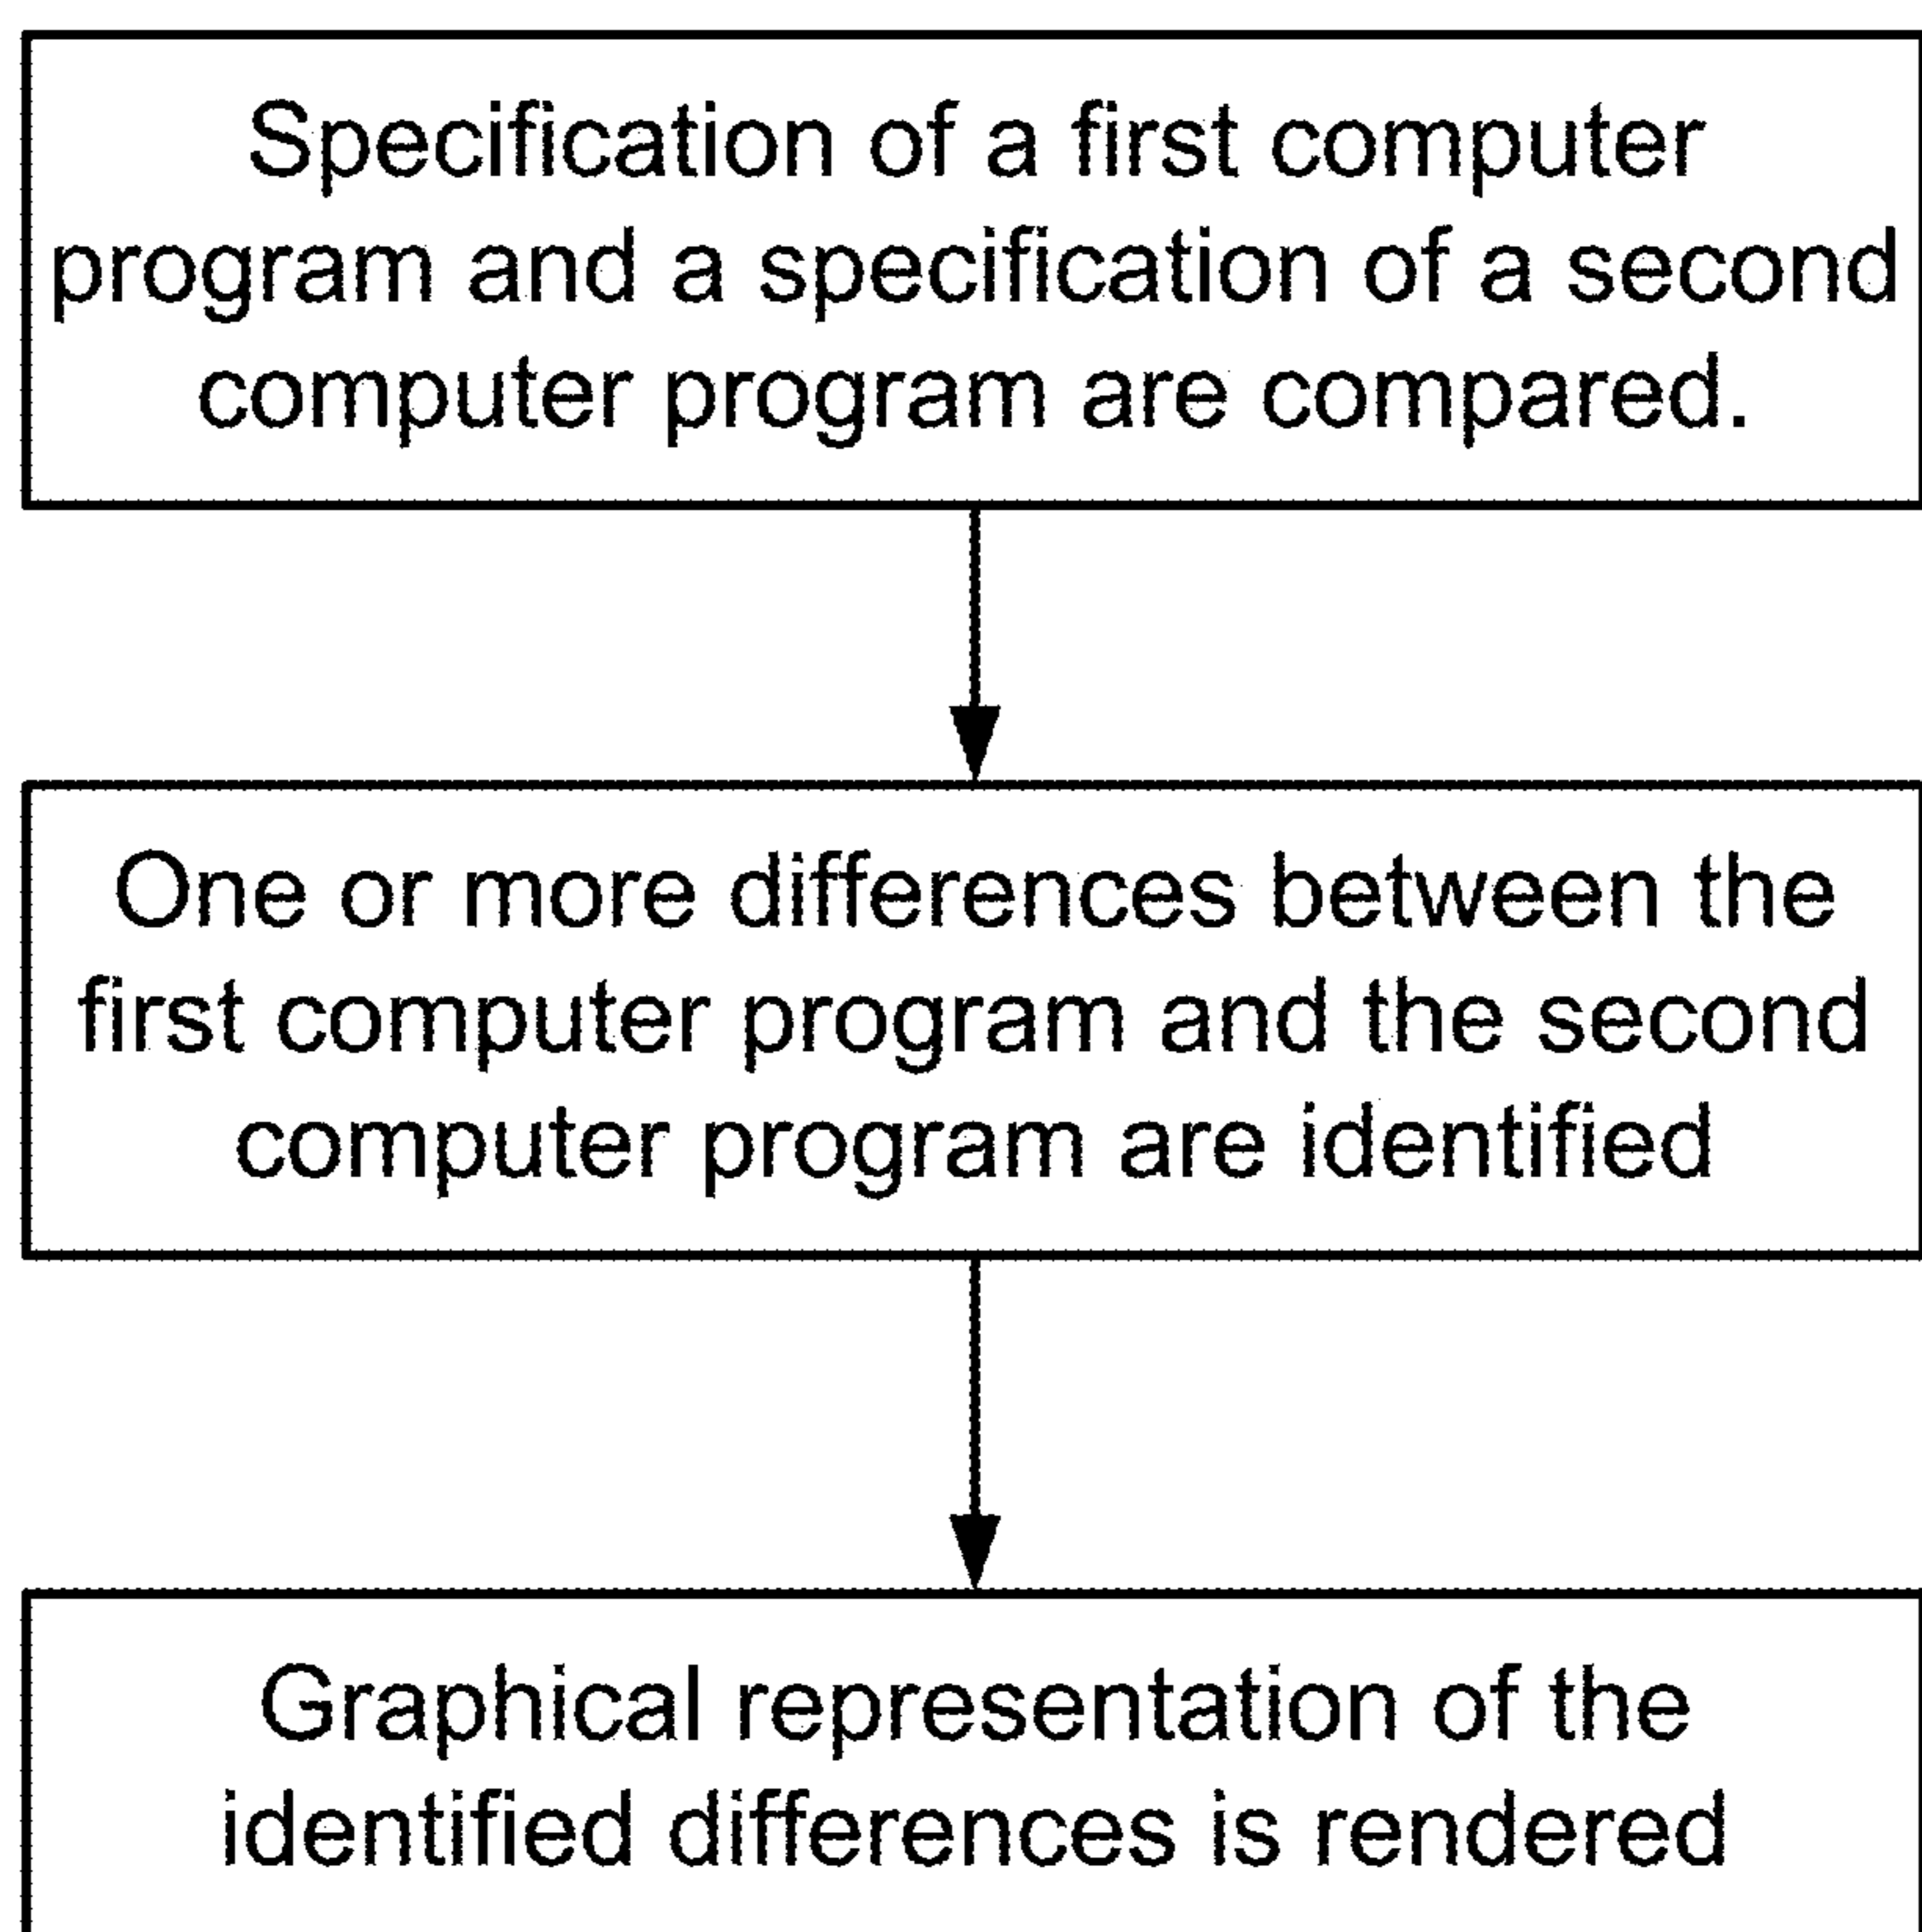 Specification of a first computer
program and a specification of a second
computer program are compared.
One or more differences between the
first computer program and the second
computer program are identified
Graphical representation of the
identified differences is rendered